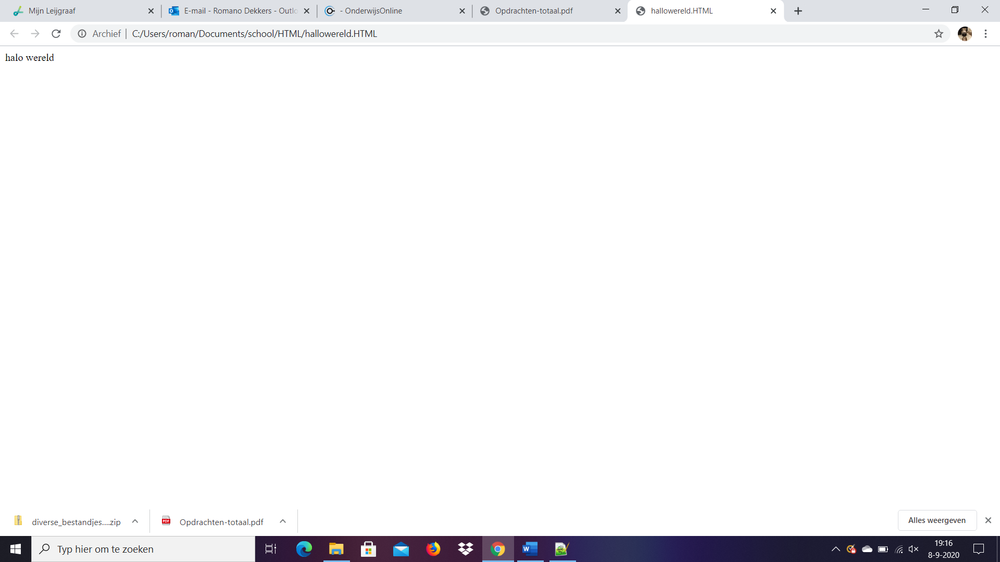 Mijn Leijgraaf
E-mail - Romano Dekkers - Outlo
- OnderwijsOnline
Opdrachten-totaal.pdf
hallowereld.HTML
Archief | C:/Users/roman/Documents/school/HTML/hallowereld.HTML
halo wereld
diverse_bestandjes....zip
Opdrachten-totaal.pdf
Alles weergeven
Typ hier om te zoeken
19:16
8-9-2020